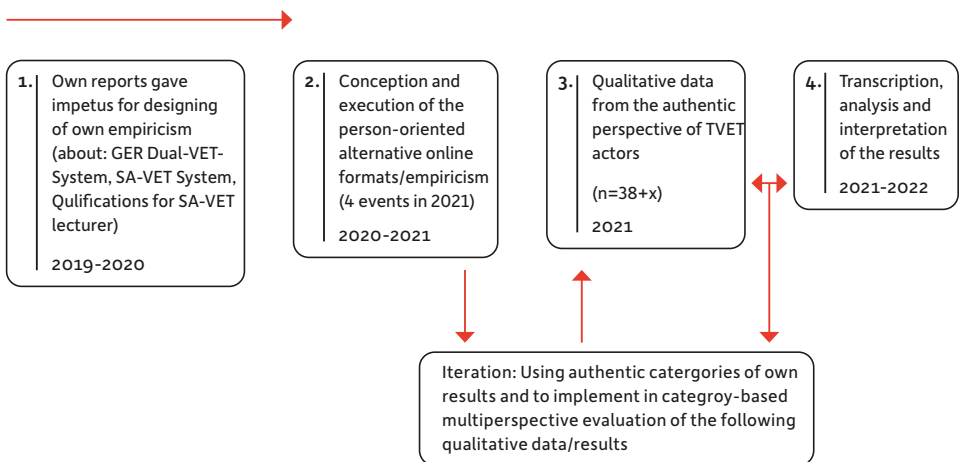 1. Own reports gave
impetus for designing
of own empiricism
(about: GER Dual-VET-
System, SA-VET System,
Qulifications for SA-VET
lecturer)
2019-2020
2. Conception and
execution of the
person-oriented
alternative online
formats/empiricism
(4 events in 2021)
2020-2021
3. Qualitative data
from the authentic
perspective of TVET
actors
(n=38+x)
2021
4. Transcription,
analysis and
interpretation
of the results
2021-2022
Iteration: Using authentic catergories of own
results and to implement in categroy-based
multiperspective evaluation of the following
qualitative data/results